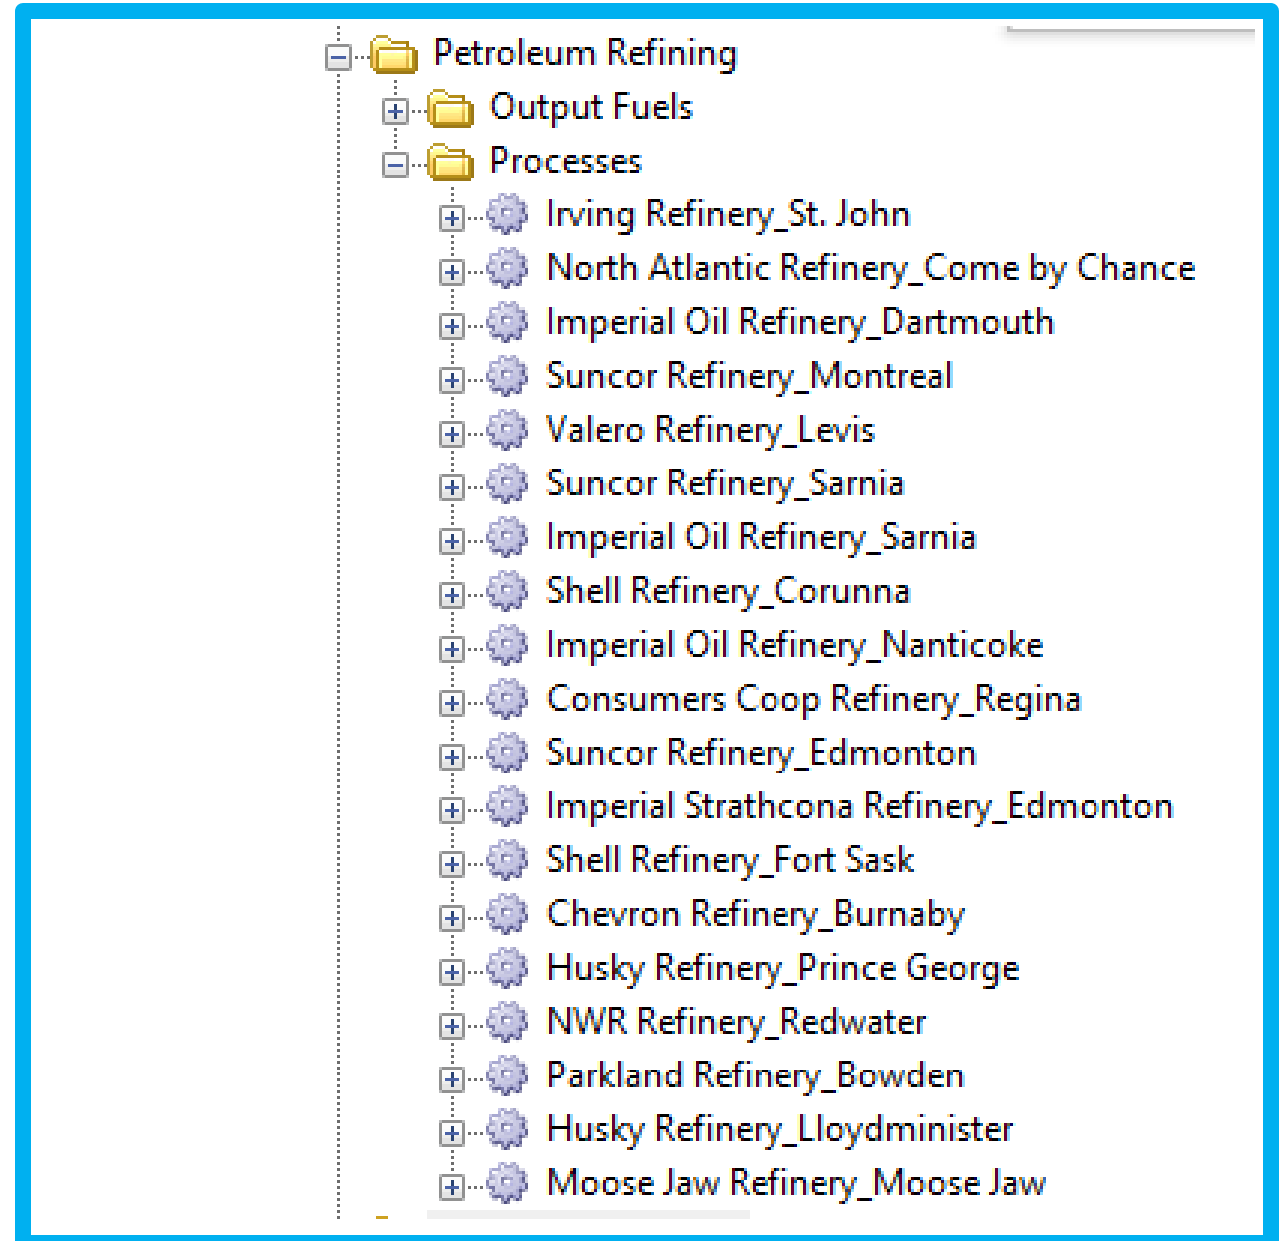 Petroleum Refining
Output Fuels
Processes
Irving Refinery_St. John
North Atlantic Refinery_Come by Chance
Imperial Oil Refinery_Dartmouth
Suncor Refinery_Montreal
Valero Refinery_Levis
Suncor Refinery_Sarnia
Imperial Oil Refinery_Sarnia
Shell Refinery_Corunna
Imperial Oil Refinery_Nanticoke
Consumers Coop Refinery_Regina
Suncor Refinery_Edmonton
Imperial Strathcona Refinery_Edmonton
Shell Refinery_Fort Sask
Chevron Refinery_Burnaby
Husky Refinery_Prince George
NWR Refinery_Redwater
Parkland Refinery_Bowden
Husky Refinery_Lloydminister
Moose Jaw Refinery_Moose Jaw